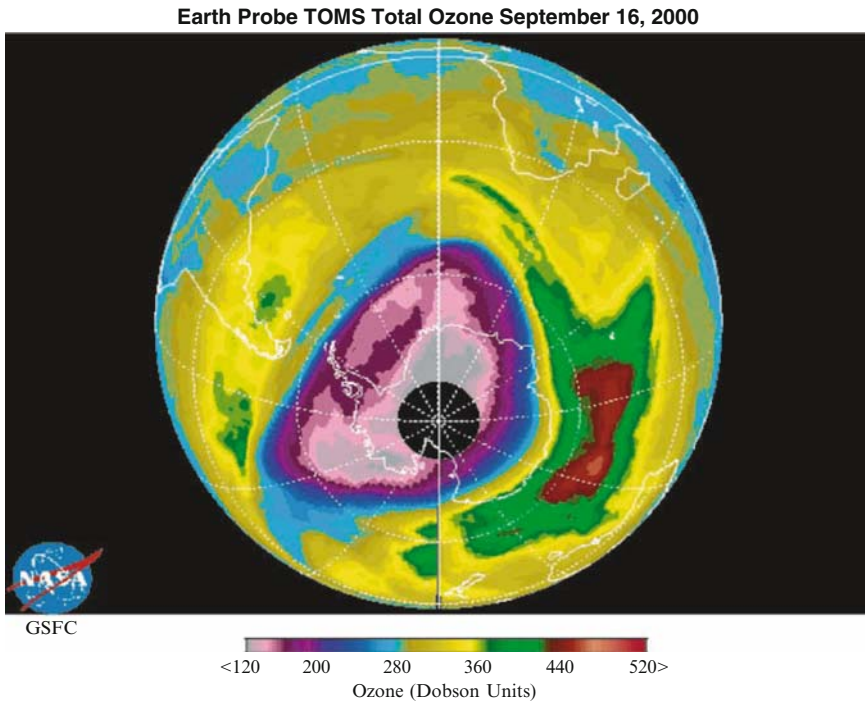 Earth Probe TOMS Total Ozone September 16, 2000
NASA
GSFC
<120 200 280 360 440 520>
Ozone (Dobson Units)